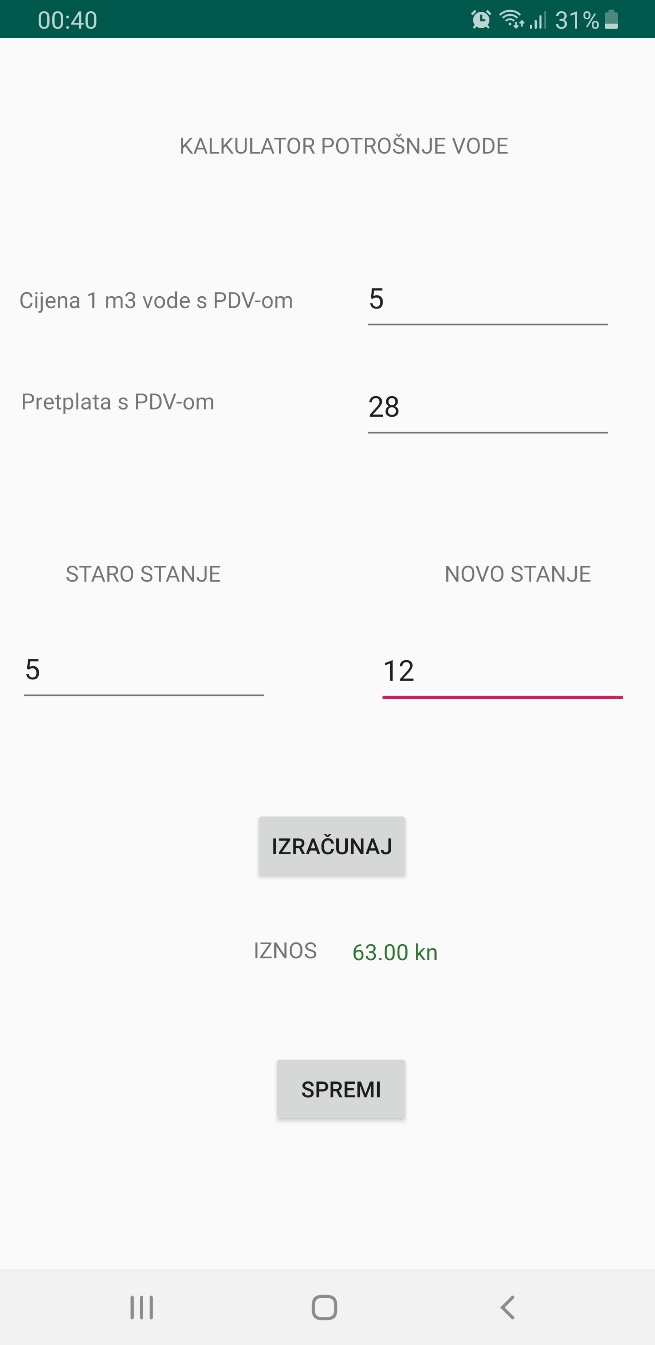 00:40 31%
KALKULATOR POTROŠNJE VODE
Cijena 1 m3 vode s PDV-om 5
Pretplata s PDV-om 28
STARO STANJE NOVO STANJE
5 12
IZRAČUNAJ
IZNOS 63.00 kn
SPREMI